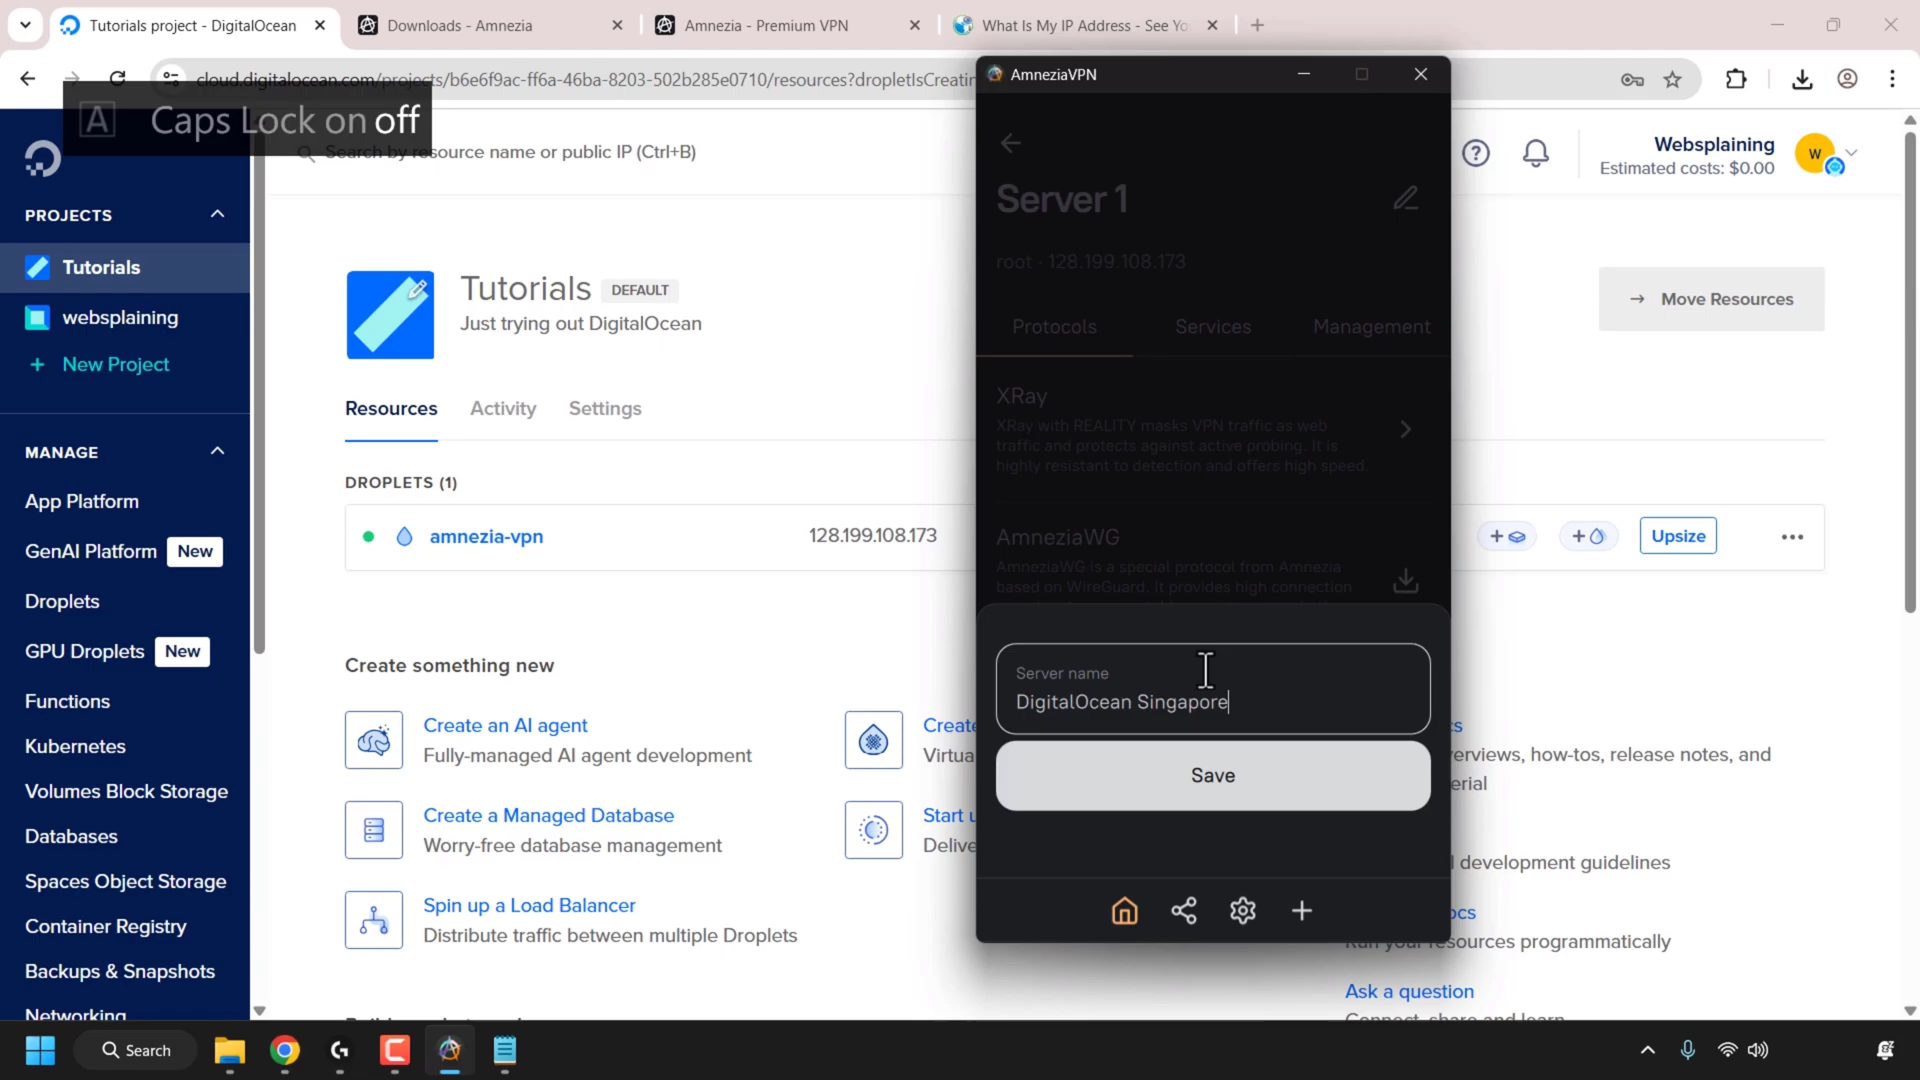 Tutorials project - DigitalOcean
Downloads - Amnezia
Amnezia - Premium VPN
What Is My IP Address - See Yo
cloud.digitalocean.com/projects/b6e6f9ac-ff6a-46ba-8203-502b285e0710/resources?dropletIsCreatin
A Caps Lock on off
Search by resource name or public IP (Ctrl+B)
Websplaining
Estimated costs: $0.00
W
PROJECTS
Tutorials
websplaining
+ New Project
MANAGE
App Platform
GenAI Platform New
Droplets
GPU Droplets New
Functions
Kubernetes
Volumes Block Storage
Databases
Spaces Object Storage
Container Registry
Backups & Snapshots
Networking
Tutorials DEFAULT
Just trying out DigitalOcean
→ Move Resources
Resources
Activity
Settings
DROPLETS (1)
amnezia-vpn
128.199.108.173
Upsize
Create something new
Create an AI agent
Fully-managed AI agent development
Create a Managed Database
Worry-free database management
Spin up a Load Balancer
Distribute traffic between multiple Droplets
Create
Virtua
Start u
Delive
cs
erviews, how-tos, release notes, and
erial
l development guidelines
ocs
Run your resources programmatically
Ask a question
Connect, share and learn
AmneziaVPN
Server 1
root · 128.199.108.173
Protocols
Services
Management
XRay
XRay with REALITY masks VPN traffic as web
traffic and protects against active probing. It is
highly resistant to detection and offers high speed.
AmneziaWG
AmneziaWG is a special protocol from Amnezia
based on WireGuard. It provides high connection
Server name
DigitalOcean Singapore
Save
Search